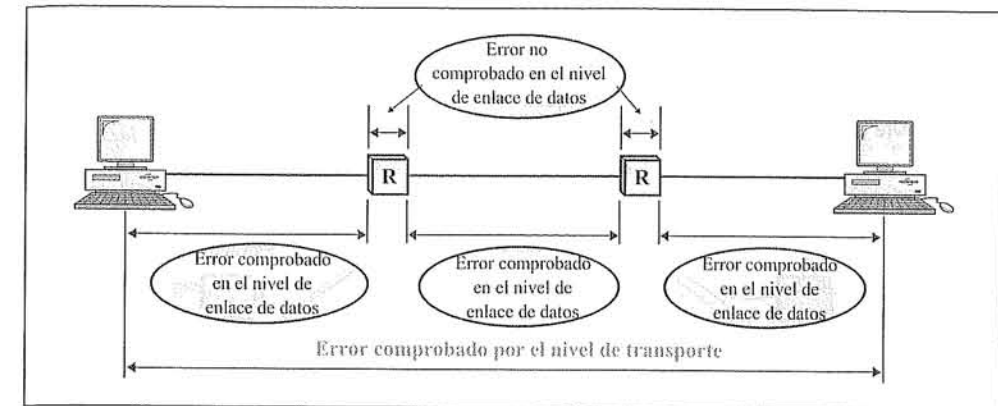 Error no
comprobado en el nivel
de enlace de datos
R
R
Error comprobado
en el nivel de
enlace de datos
Error comprobado
en el nivel de
enlace de datos
Error comprobado
en el nivel de
enlace de datos
Error comprobado por el nivel de transporte